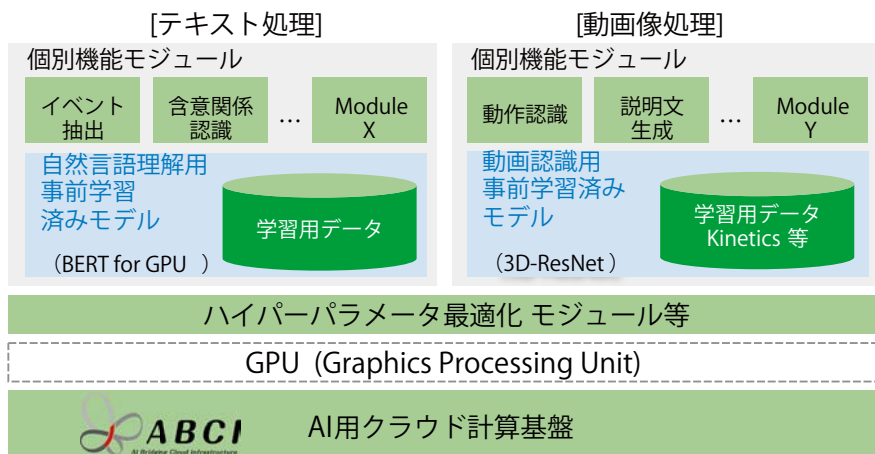 [テキスト処理]
個別機能モジュール
イベント
抽出
含意関係
認識
…
Module
X
自然言語理解用
事前学習
済みモデル
（BERT for GPU ）
学習用データ
[動画像処理]
個別機能モジュール
動作認識
説明文
生成
…
Module
Y
動画認識用
事前学習済み
モデル
（3D-ResNet ）
学習用データ
Kinetics 等
ハイパーパラメータ最適化 モジュール等
GPU (Graphics Processing Unit)
ABCI
AI Bridging Cloud Infrastructure
AI用クラウド計算基盤